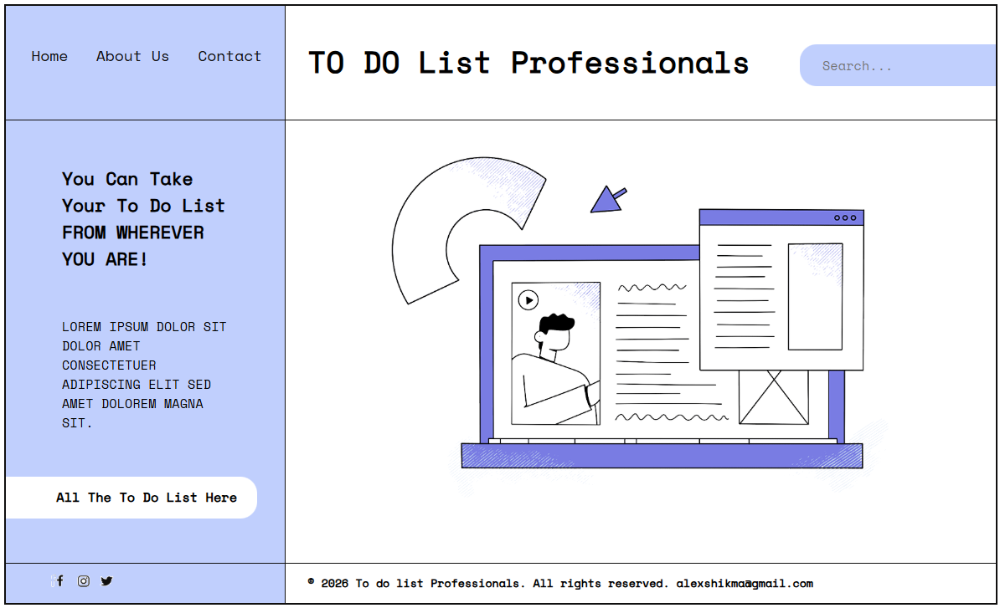 Home About Us Contact
TO DO List Professionals
Search...
You Can Take
Your To Do List
FROM WHEREVER
YOU ARE!
LOREM IPSUM DOLOR SIT
DOLOR AMET
CONSECTETUER
ADIPISCING ELIT SED
AMET DOLOREM MAGNA
SIT.
All The To Do List Here
© 2026 To do list Professionals. All rights reserved. alexshikma@gmail.com